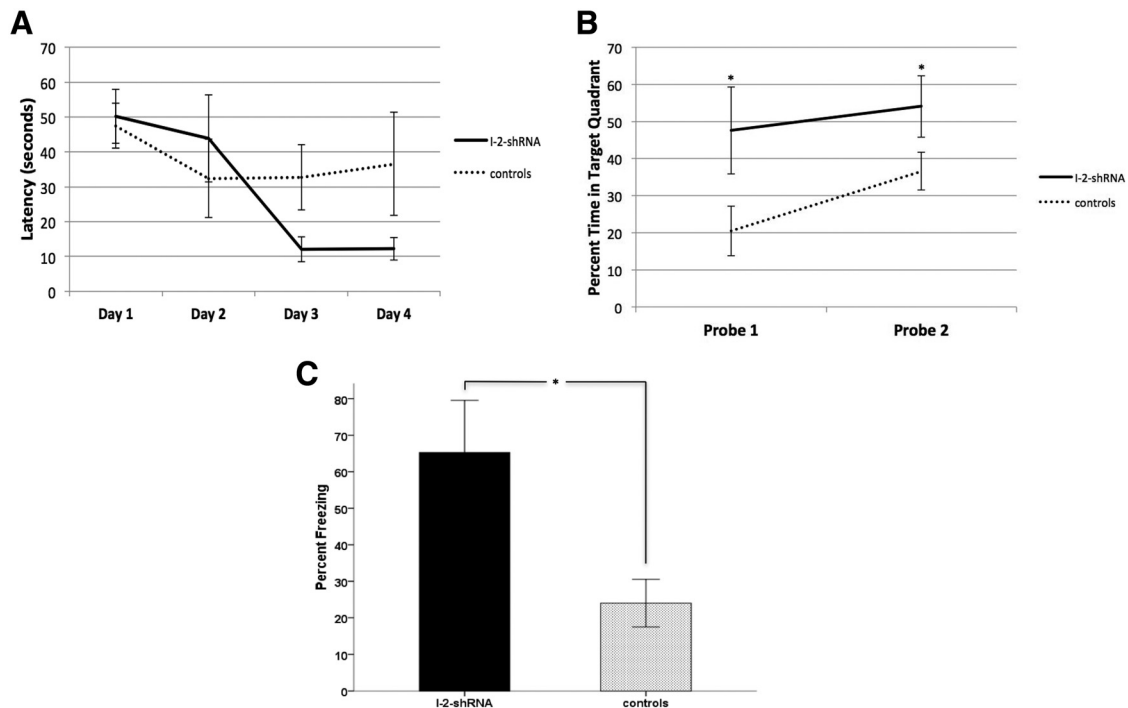 A
70
60
50
40
30
20
10
0
Latency (seconds)
Day 1 Day 2 Day 3 Day 4
I-2-shRNA
controls
B
70
60
50
40
30
20
10
0
Percent Time in Target Quadrant
*
*
Probe 1 Probe 2
I-2-shRNA
controls
C
80
70
60
50
40
30
20
10
0
Percent Freezing
*
I-2-shRNA controls